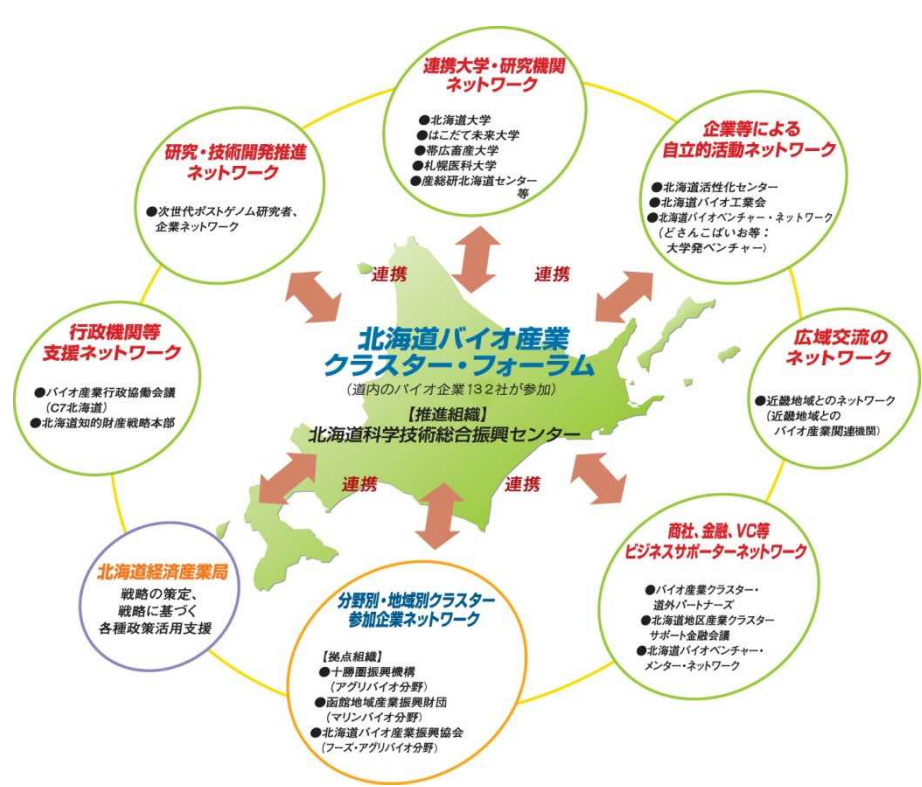 連携大学・研究機関
ネットワーク
●北海道大学
●はこだて未来大学
●帯広畜産大学
●札幌医科大学
●産総研北海道センター
等
研究・技術開発推進
ネットワーク
●次世代ポストゲノム研究者、
企業ネットワーク
企業等による
自立的活動ネットワーク
●北海道活性化センター
●北海道バイオ工業会
●北海道バイオベンチャー・ネットワーク
(どさんこばいお等：
大学発ベンチャー)
連携
連携
行政機関等
支援ネットワーク
●バイオ産業行政協働会議
(C7北海道)
●北海道知的財産戦略本部
北海道バイオ産業
クラスター・フォーラム
(道内のバイオ企業132社が参加)
【推進組織】
北海道科学技術総合振興センター
広域交流の
ネットワーク
●近畿地域とのネットワーク
(近畿地域との
バイオ産業関連機関)
連携
連携
北海道経済産業局
戦略の策定、
戦略に基づく
各種政策活用支援
分野別・地域別クラスター
参加企業ネットワーク
【拠点組織】
●十勝圏振興機構
(アグリバイオ分野)
●函館地域産業振興財団
(マリンバイオ分野)
●北海道バイオ産業振興協会
(フーズ・アグリバイオ分野)
商社、金融、VC等
ビジネスサポーターネットワーク
●バイオ産業クラスター・
道外パートナーズ
●北海道地区産業クラスター
サポート金融会議
●北海道バイオベンチャー・
メンター・ネットワーク